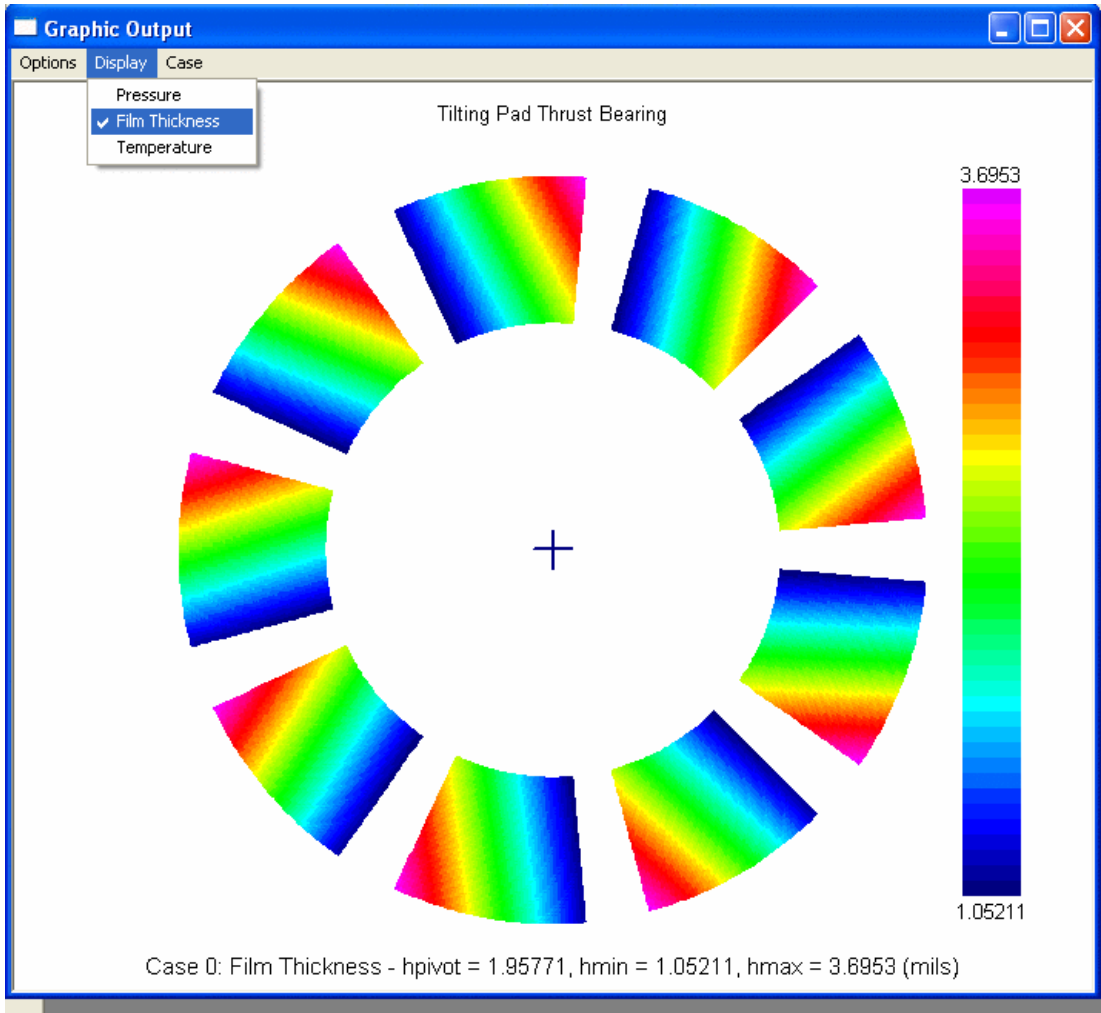 Graphic Output
Options Display Case
Pressure
Film Thickness
Temperature
Tilting Pad Thrust Bearing
3.6953
1.05211
Case 0: Film Thickness - hpivot = 1.95771, hmin = 1.05211, hmax = 3.6953 (mils)